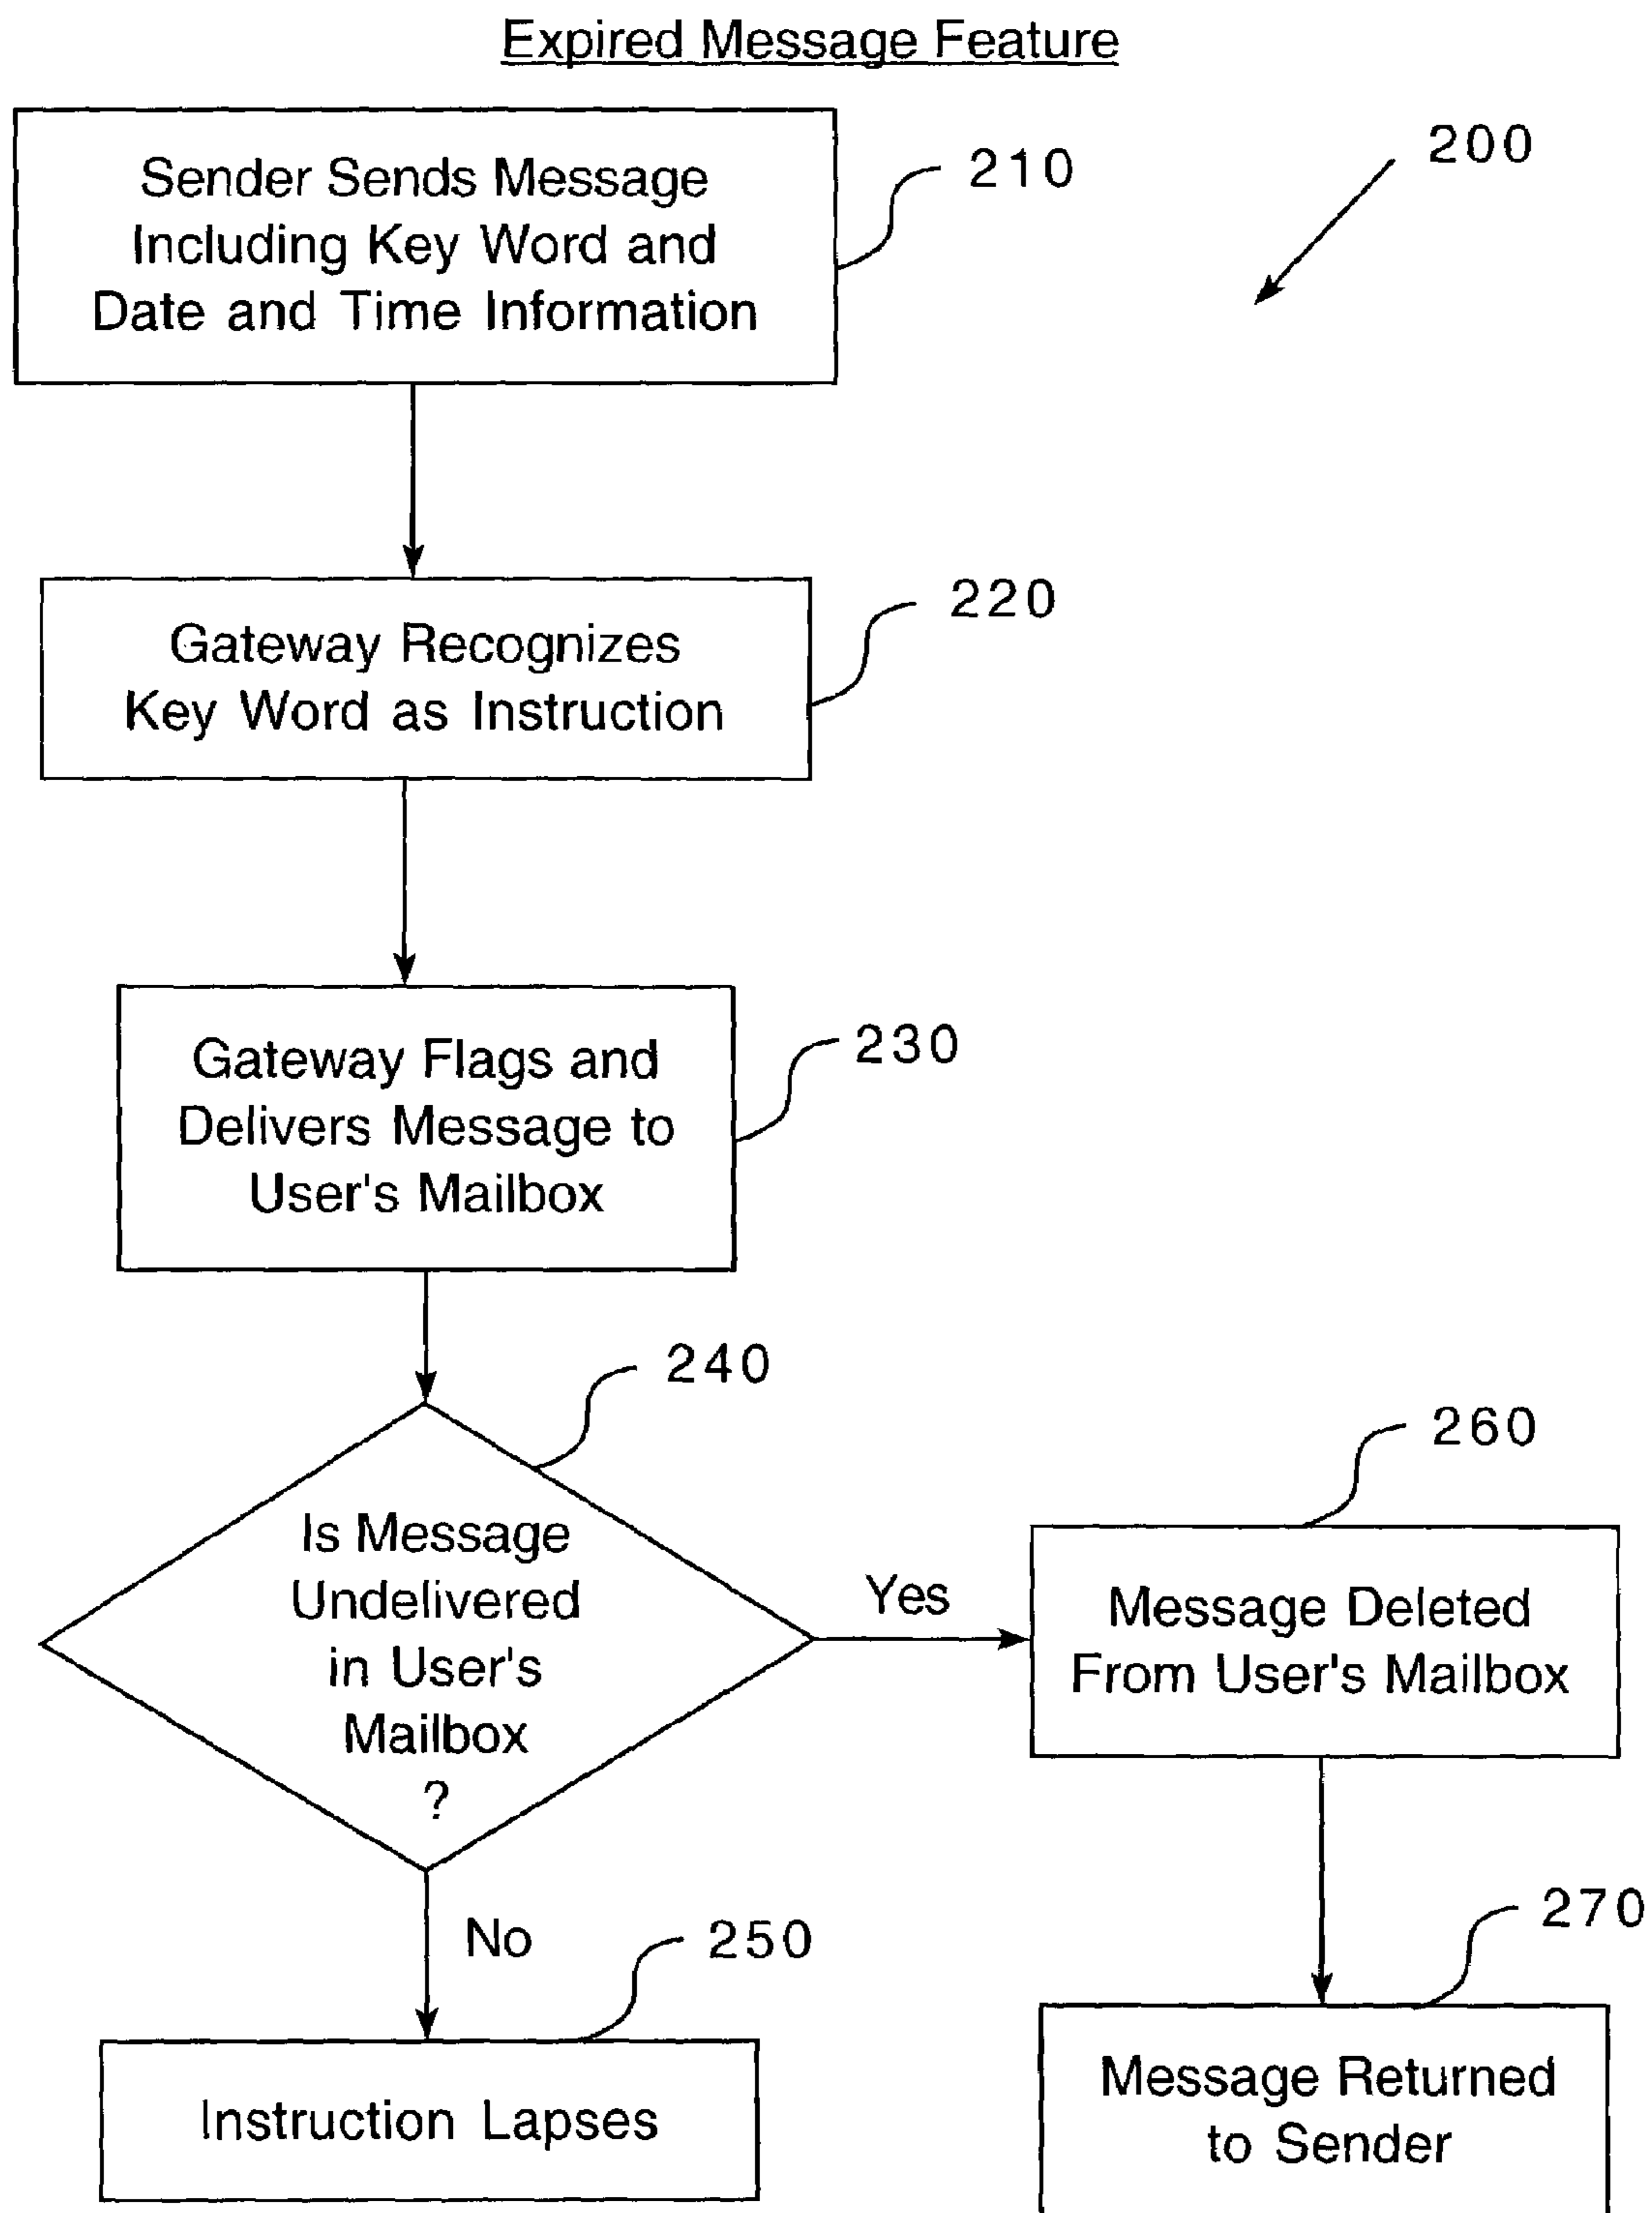 Expired Message Feature
200
Sender Sends Message
Including Key Word and
Date and Time Information
210
Gateway Recognizes
Key Word as Instruction
220
Gateway Flags and
Delivers Message to
User's Mailbox
230
240
Is Message
Undelivered
in User's
Mailbox
?
Yes
260
Message Deleted
From User's Mailbox
No
250
Instruction Lapses
270
Message Returned
to Sender